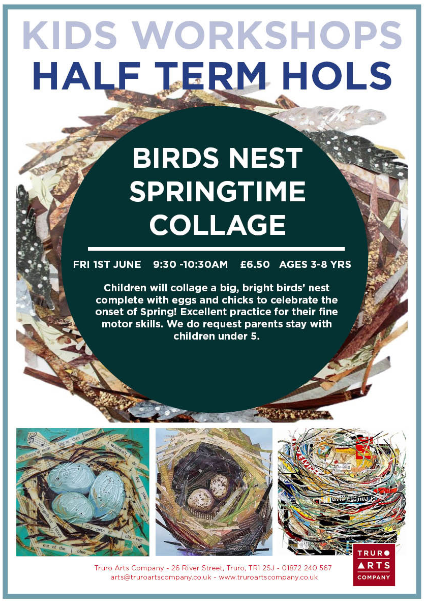 KIDS WORKSHOPS
HALF TERM HOLS
BIRDS NEST
SPRINGTIME
COLLAGE
FRI 1ST JUNE 9:30 -10:30AM £6.50 AGES 3-8 YRS
Children will collage a big, bright birds' nest
complete with eggs and chicks to celebrate the
onset of Spring! Excellent practice for their fine
motor skills. We do request parents stay with
children under 5.
TRURO
ARTS
COMPANY
Truro Arts Company - 26 River Street, Truro, TR1 2SJ - 01872 240 567
arts@truroartscompany.co.uk - www.truroartscompany.co.uk